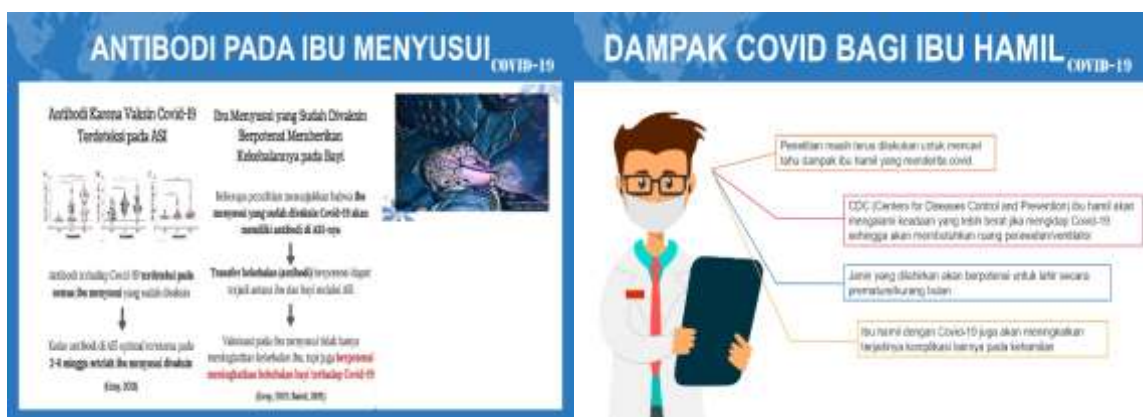 ANTIBODI PADA IBU MENYUSUI
COVID-19
Antibodi Karena Vaksin Covid-19
Terdeteksi pada ASI
Antibodi terhadap Covid-19 terdeteksi pada
semua ibu menyusui yang sudah divaksin
Kadar antibodi di ASI optimal terutama pada
minggu setelah ibu menyusui divaksin
Ibu Menyusui yang Sudah Divaksin
Berpotensi Memberikan
Kekebalannya pada Bayi
Beberapa penelitian menunjukkan bahwa ibu
menyusui yang sudah divaksin Covid-19 akan
memiliki antibodi di ASI-nya
Transfer kekebalan (antibodi) berpotensi dapat
terjadi antara ibu dan bayi melalui ASI
Vaksinasi pada ibu menyusui tidak hanya
meningkatkan kekebalan ibu, tapi juga berpotensi
meningkatkan kekebalan bayi terhadap Covid-19
DAMPAK COVID BAGI IBU HAMIL
COVID-19
Penelitian masih terus dilakukan untuk mencari
tahu dampak ibu hamil yang menderita covid
CDC (Centers for Diseases Control and Prevention) ibu hamil akan
mengalami keadaan yang lebih berat jika mengidap Covid-19
sehingga akan membutuhkan ruang perawatan/ventilator
Janin yang dilahirkan akan berpotensi untuk lahir secara
premature/kurang bulan
Ibu hamil dengan Covid-19 juga akan meningkatkan
terjadinya komplikasi lainnya pada kehamilan